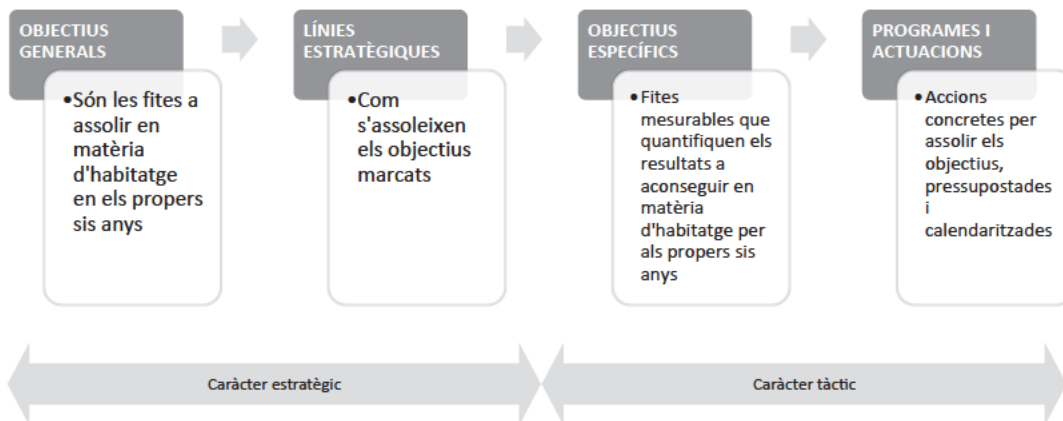 OBJECTIUS
GENERALS
•Són les fites a
assolir en
matèria
d'habitatge
en els propers
sis anys
LÍNIES
ESTRATÈGIQUES
•Com
s'assoleixen
els objectius
marcats
OBJECTIUS
ESPECÍFICS
•Fites
mesurables que
quantifiquen els
resultats a
aconseguir en
matèria
d'habitatge per
als propers sis
anys
PROGRAMES I
ACTUACIONS
•Accions
concretes per
assolir els
objectius,
pressupostades
i
calendaritzades
Caràcter estratègic
Caràcter tàctic